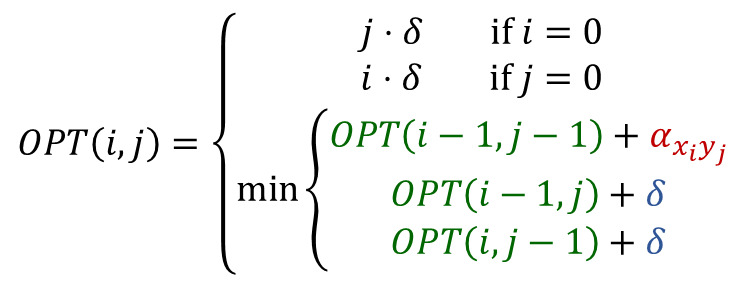 j · δ if i = 0
i · δ if j = 0
OPT(i, j) =
OPT(i − 1, j − 1) + α_{x_i y_j}
min
OPT(i − 1, j) + δ
OPT(i, j − 1) + δ